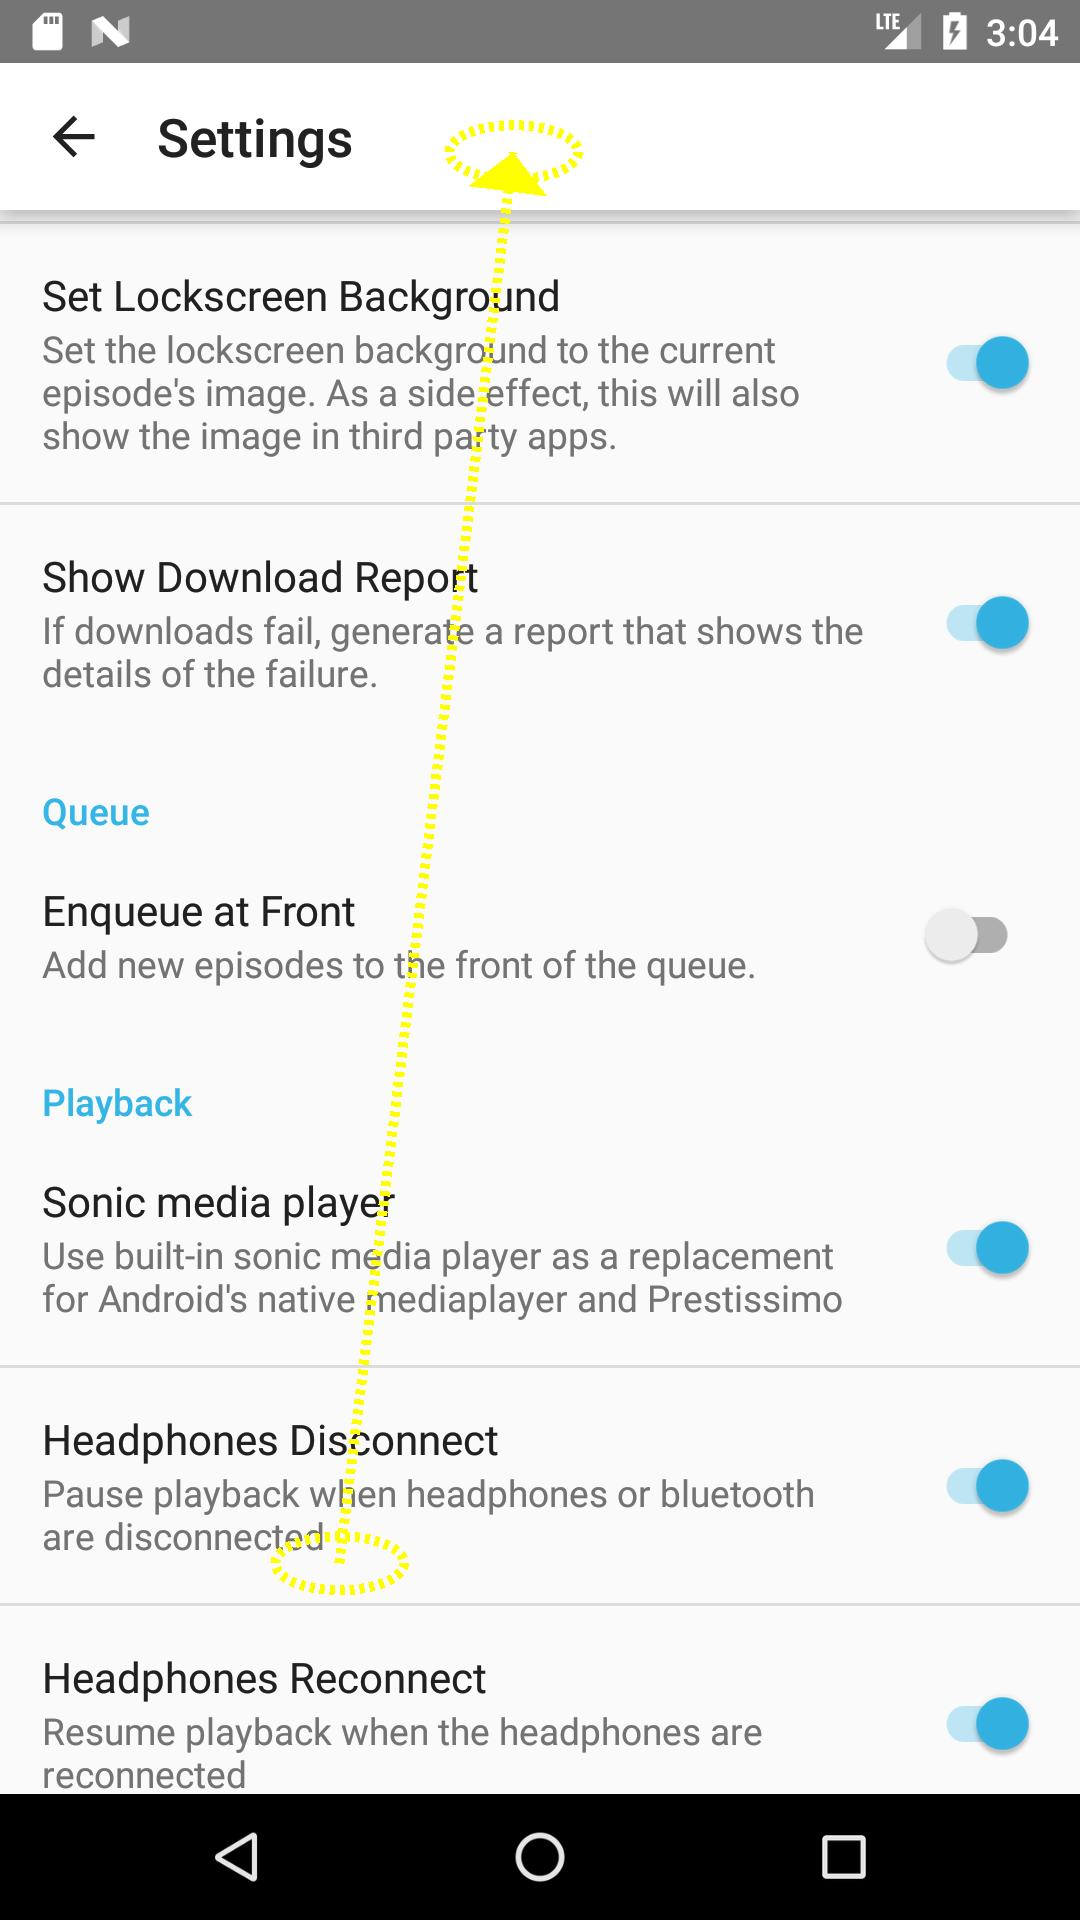 LTE 3:04
Settings
Set Lockscreen Background
Set the lockscreen background to the current
episode's image. As a side effect, this will also
show the image in third party apps.
Show Download Report
If downloads fail, generate a report that shows the
details of the failure.
Queue
Enqueue at Front
Add new episodes to the front of the queue.
Playback
Sonic media player
Use built-in sonic media player as a replacement
for Android's native mediaplayer and Prestissimo
Headphones Disconnect
Pause playback when headphones or bluetooth
are disconnected
Headphones Reconnect
Resume playback when the headphones are
reconnected